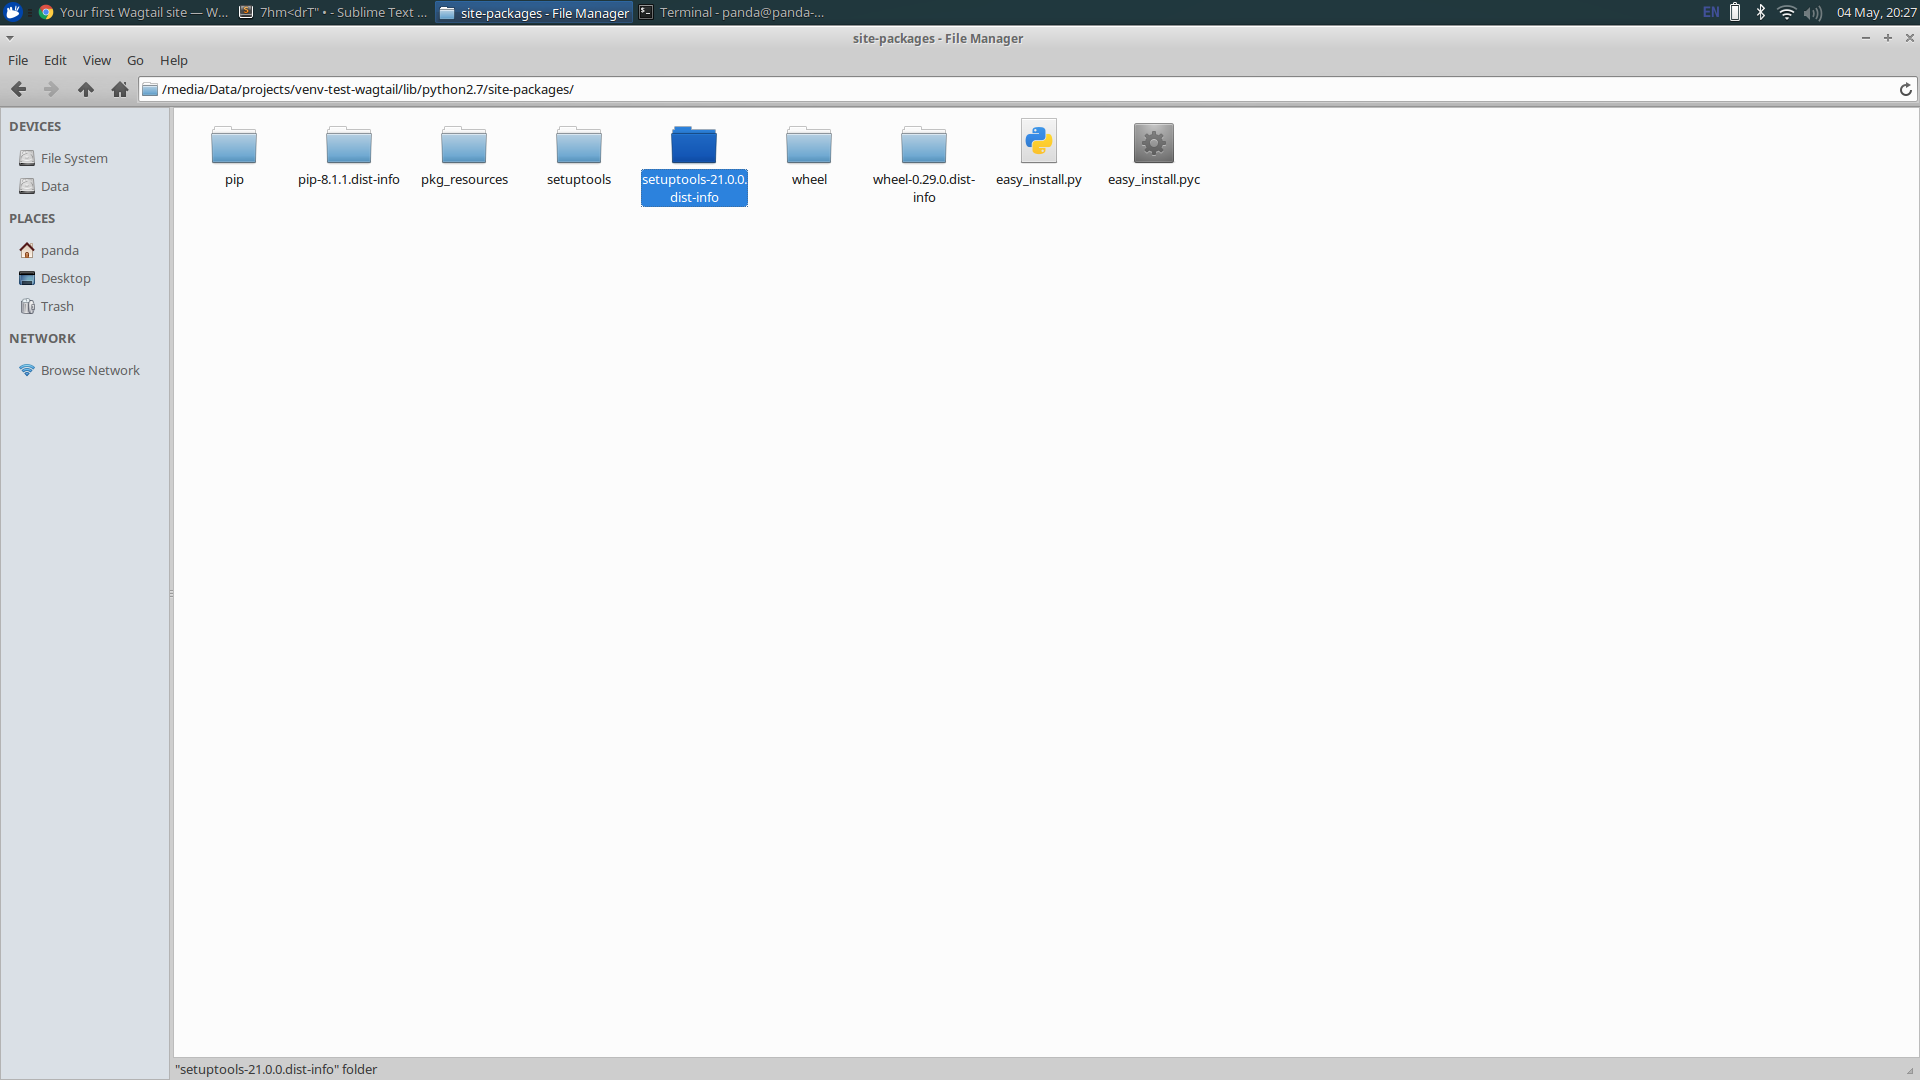 Your first Wagtail site — W...
7hm<drT" • - Sublime Text ...
site-packages - File Manager
Terminal - panda@panda-...
EN
04 May, 20:27
site-packages - File Manager
File Edit View Go Help
/media/Data/projects/venv-test-wagtail/lib/python2.7/site-packages/
DEVICES
File System
Data
PLACES
panda
Desktop
Trash
NETWORK
Browse Network
pip
pip-8.1.1.dist-info
pkg_resources
setuptools
setuptools-21.0.0.
dist-info
wheel
wheel-0.29.0.dist-
info
easy_install.py
easy_install.pyc
"setuptools-21.0.0.dist-info" folder